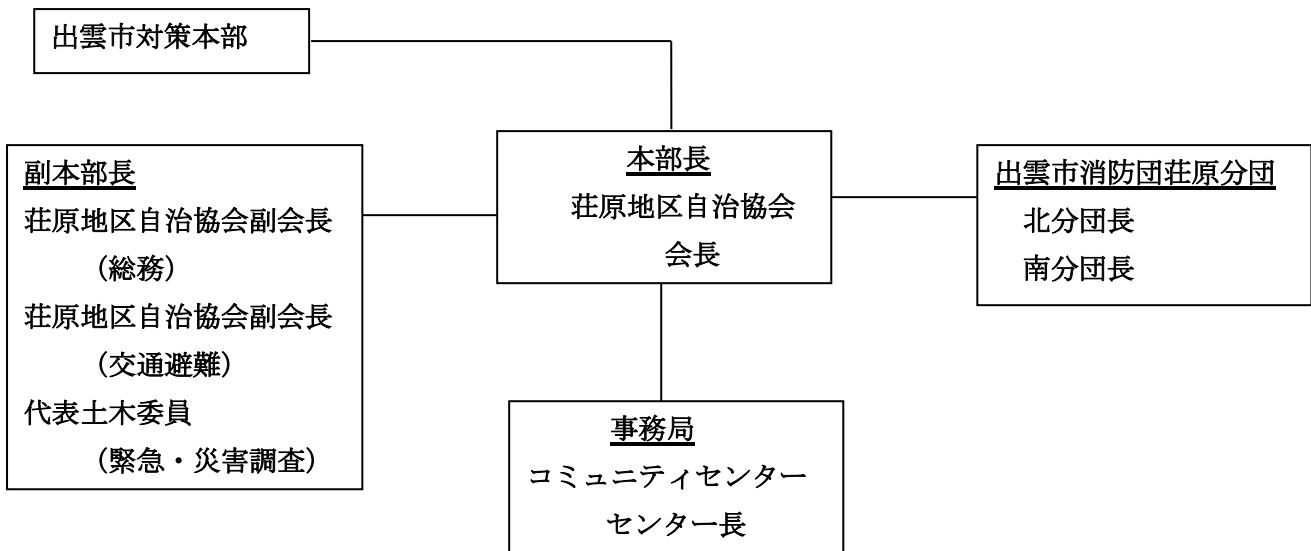 出雲市対策本部
副本部長
荘原地区自治協会副会長
（総務）
荘原地区自治協会副会長
（交通避難）
代表土木委員
（緊急・災害調査）
本部長
荘原地区自治協会
会長
出雲市消防団荘原分団
北分団長
南分団長
事務局
コミュニティセンター
センター長